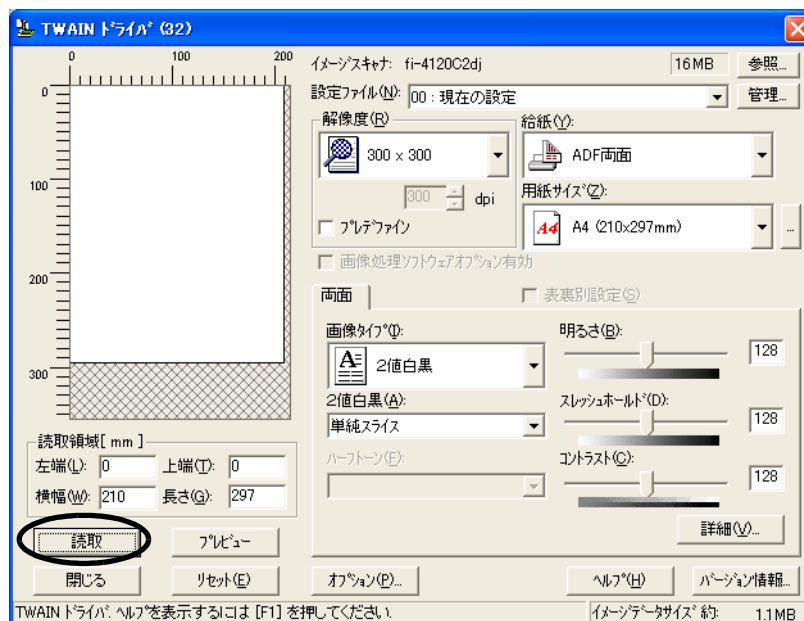 TWAIN ﾄﾞﾗｲﾊﾞ (32)
0 100 200
0
100
200
300
ｲﾒｰｼﾞｽｷｬﾅ: fi-4120C2dj 16MB 参照...
設定ﾌｧｲﾙ(N): 00 : 現在の設定 管理...
解像度(R)
300 x 300
300 dpi
ﾌﾟﾚﾃﾞﾌｧｲﾝ
給紙(Y):
ADF両面
用紙ｻｲｽﾞ(Z):
A4 A4 (210x297mm) ...
画像処理ｿﾌﾄｳｪｱｵﾌﾟｼｮﾝ有効
両面 表裏別設定(S)
画像ﾀｲﾌﾟ(I):
A 2値白黒
2値白黒(A):
単純ｽﾗｲｽ
ﾊｰﾌﾄｰﾝ(F):
明るさ(B):
128
ｽﾚｯｼｭﾎｰﾙﾄﾞ(D):
128
ｺﾝﾄﾗｽﾄ(C):
128
詳細(V)...
読取領域[ mm ]
左端(L): 0 上端(T): 0
横幅(W): 210 長さ(G): 297
読取 ﾌﾟﾚﾋﾞｭｰ
閉じる ﾘｾｯﾄ(E) ｵﾌﾟｼｮﾝ(P)... ﾍﾙﾌﾟ(H) ﾊﾞｰｼﾞｮﾝ情報...
TWAIN ﾄﾞﾗｲﾊﾞ. ﾍﾙﾌﾟを表示するには [F1] を押してください. ｲﾒｰｼﾞﾃﾞｰﾀｻｲｽﾞ 約: 1.1MB